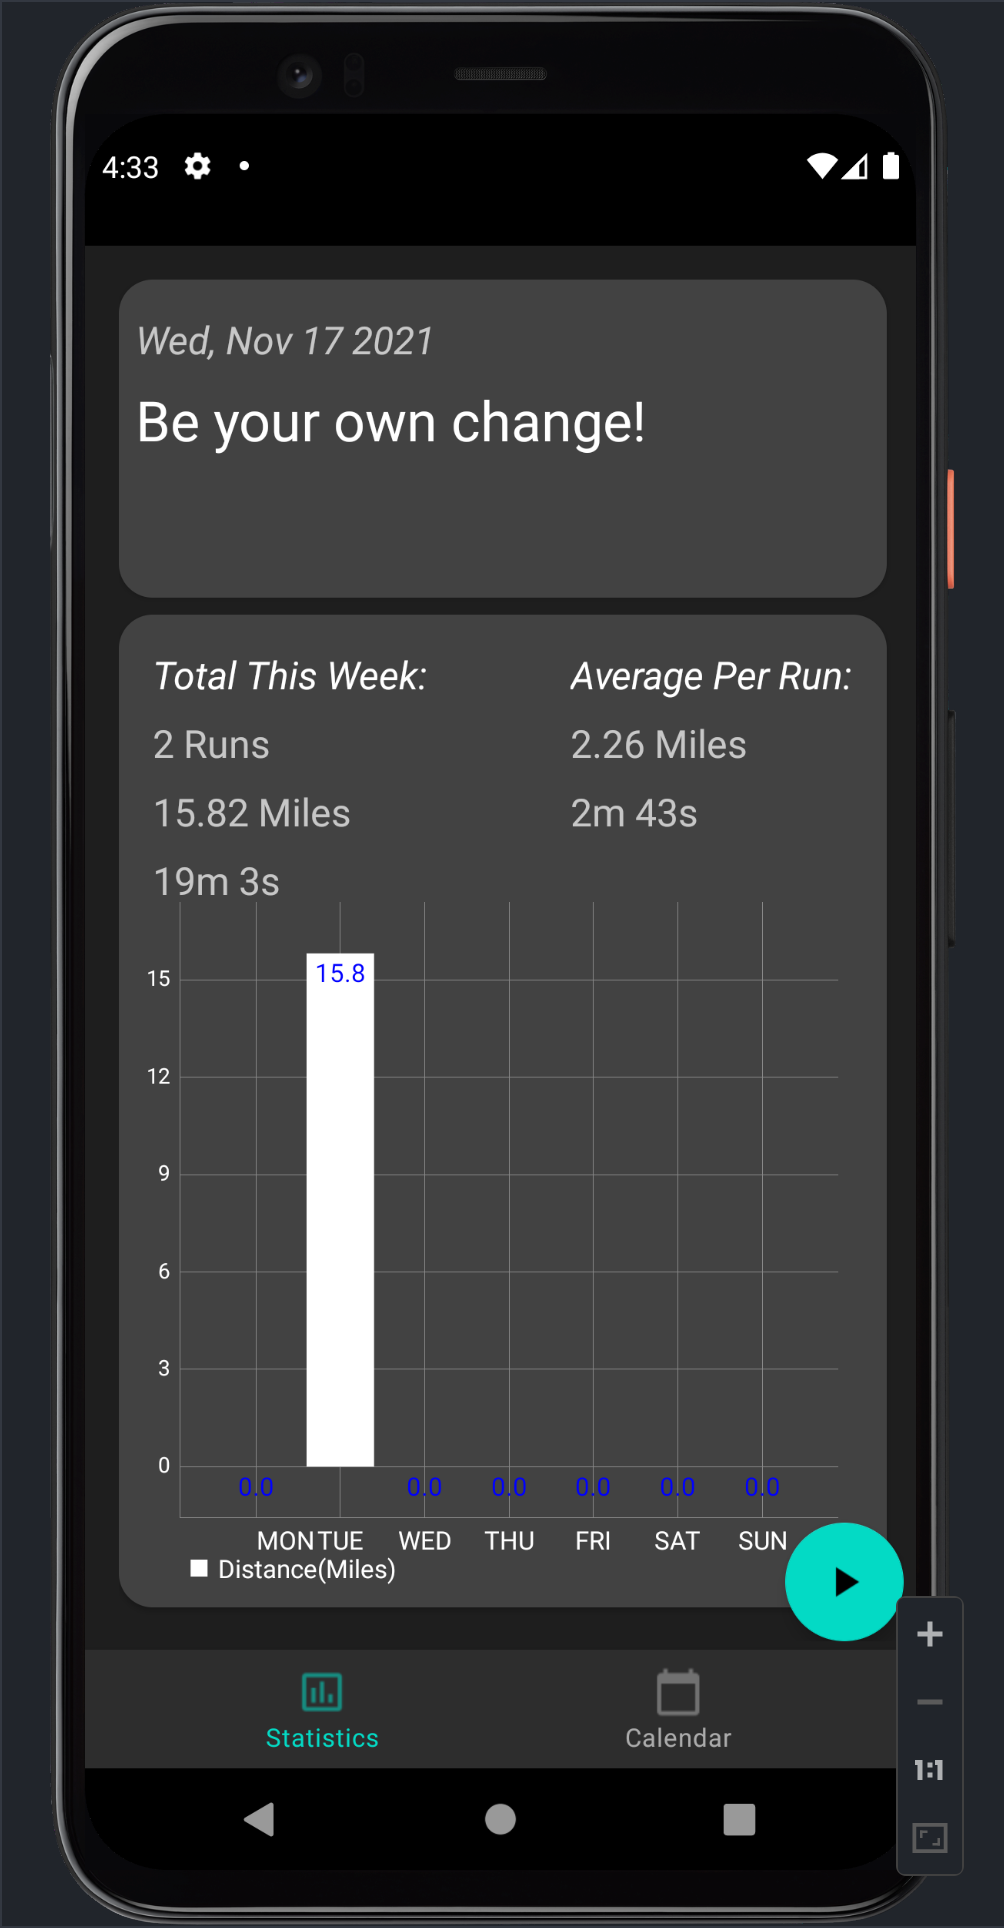 4:33
Wed, Nov 17 2021
Be your own change!
Total This Week:
Average Per Run:
2 Runs
2.26 Miles
15.82 Miles
2m 43s
19m 3s
15
15.8
12
9
6
3
0
0.0 0.0 0.0 0.0 0.0 0.0
MON TUE WED THU FRI SAT SUN
Distance(Miles)
Statistics
Calendar
1:1